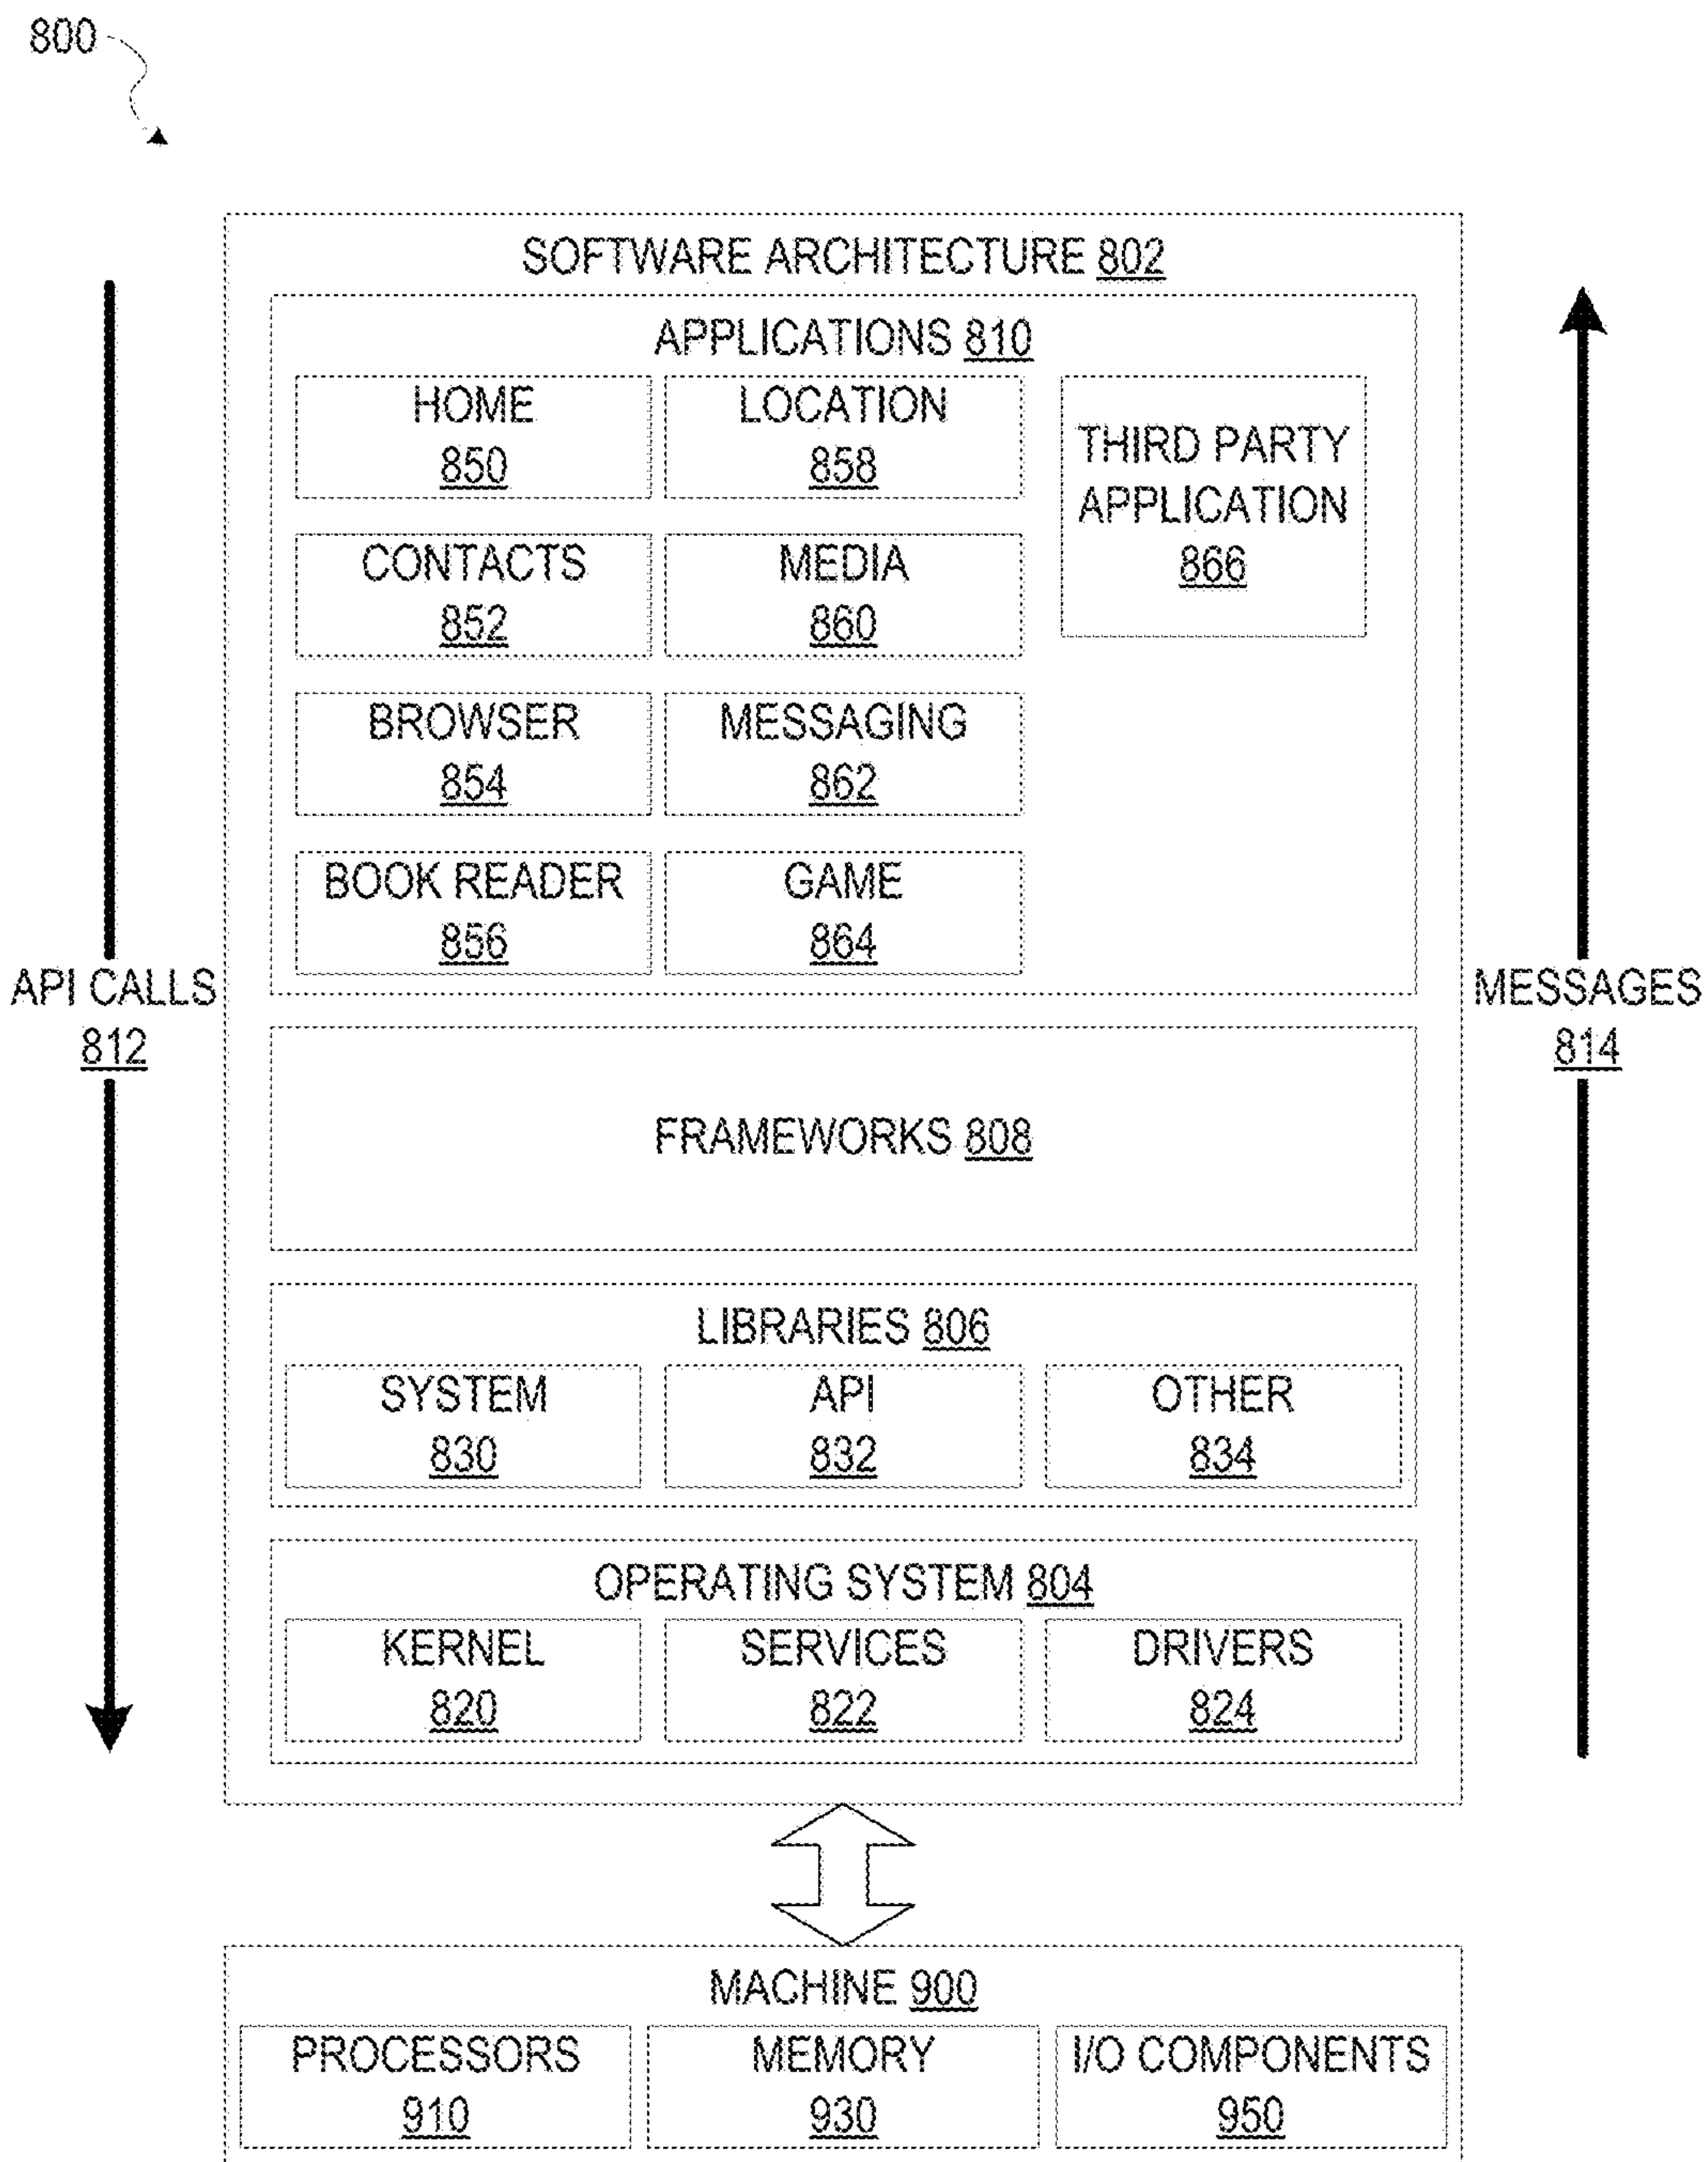 800
SOFTWARE ARCHITECTURE 802
APPLICATIONS 810
HOME
850
LOCATION
858
THIRD PARTY
APPLICATION
866
CONTACTS
852
MEDIA
860
BROWSER
854
MESSAGING
862
BOOK READER
856
GAME
864
API CALLS
812
MESSAGES
814
FRAMEWORKS 808
LIBRARIES 806
SYSTEM
830
API
832
OTHER
834
OPERATING SYSTEM 804
KERNEL
820
SERVICES
822
DRIVERS
824
MACHINE 900
PROCESSORS
910
MEMORY
930
I/O COMPONENTS
950